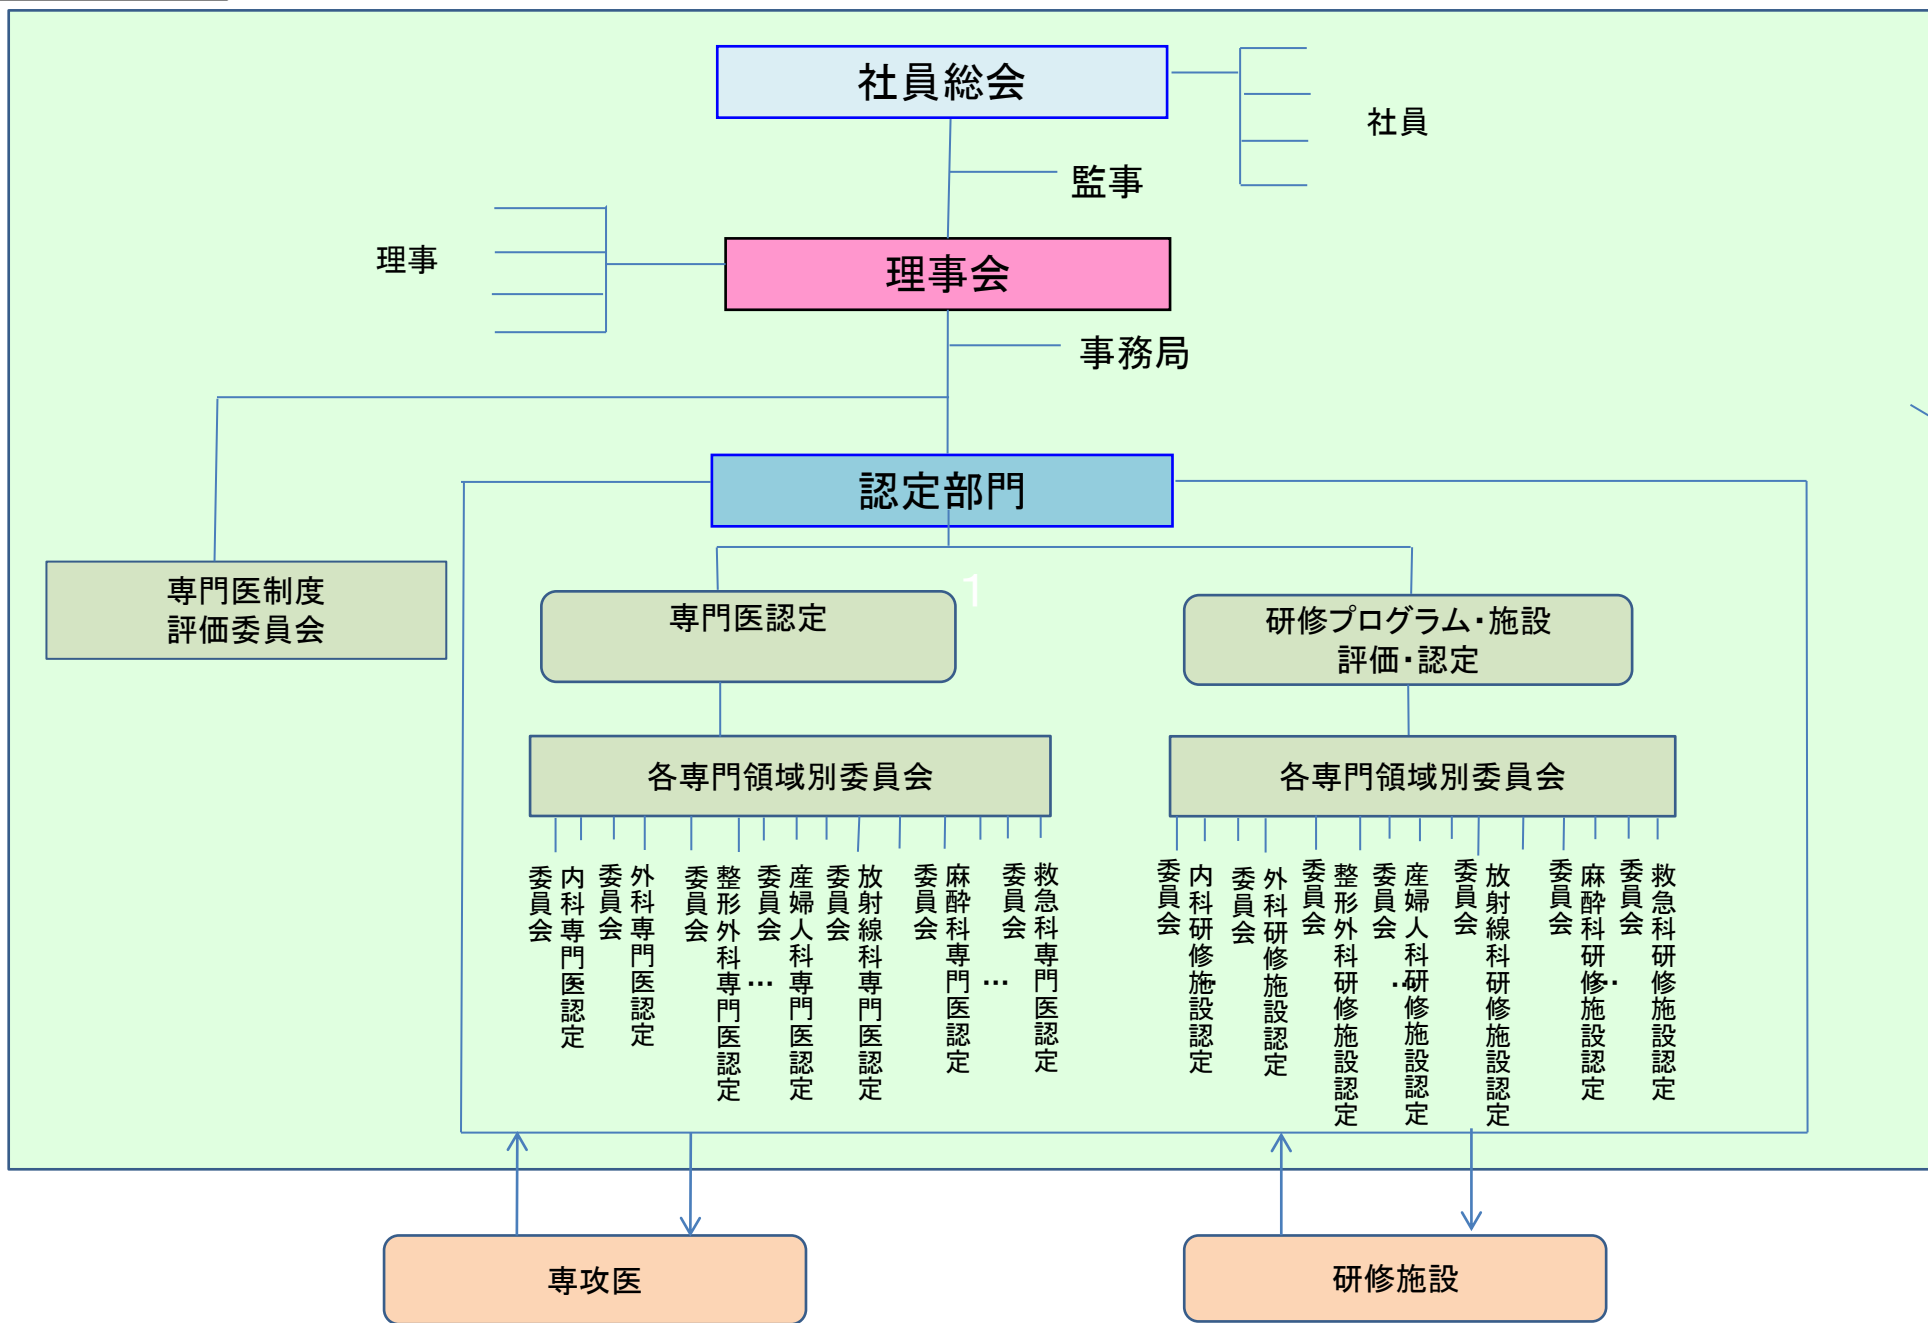 社員総会
社員
監事
理事
理事会
事務局
認定部門
専門医制度
評価委員会
1
専門医認定
研修プログラム・施設
評価・認定
各専門領域別委員会
各専門領域別委員会
内科専門医認定
委員会
外科専門医認定
委員会
整形外科専門医認定
委員会
…
産婦人科専門医認定
委員会
放射線科専門医認定
委員会
麻酔科専門医認定
委員会
…
救急科専門医認定
委員会
内科研修施設認定
委員会
外科研修施設認定
委員会
整形外科研修施設認定
委員会
…
産婦人科研修施設認定
委員会
放射線科研修施設認定
委員会
麻酔科研修施設認定
委員会
…
救急科研修施設認定
委員会
専攻医
研修施設